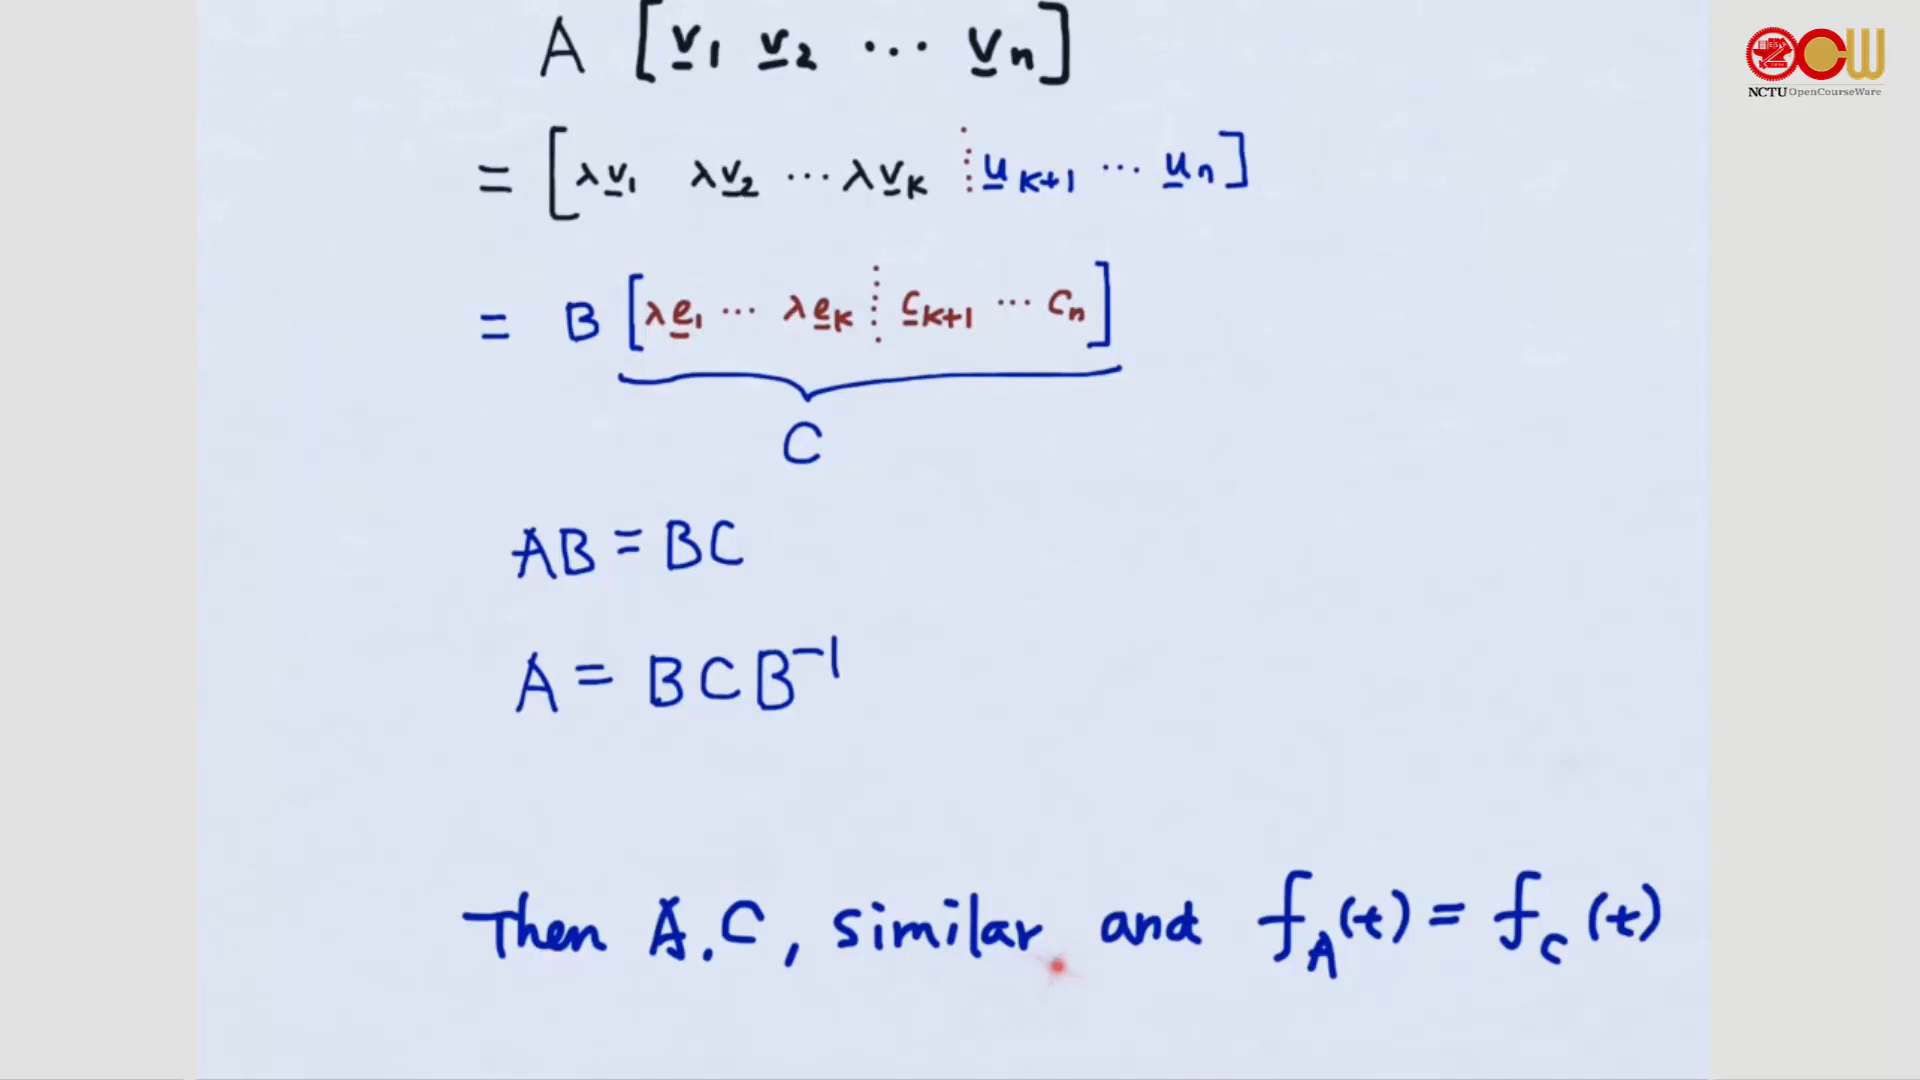 A [v1 v2 ... vn]
= [λv1 λv2 ... λvk ⋮ uk+1 ... un]
= B [λe1 ... λek ⋮ ck+1 ... cn]
C
AB = BC
A = BCB⁻¹
Then A.C, similar and fA(t) = fC(t)
NCTU OpenCourseWare